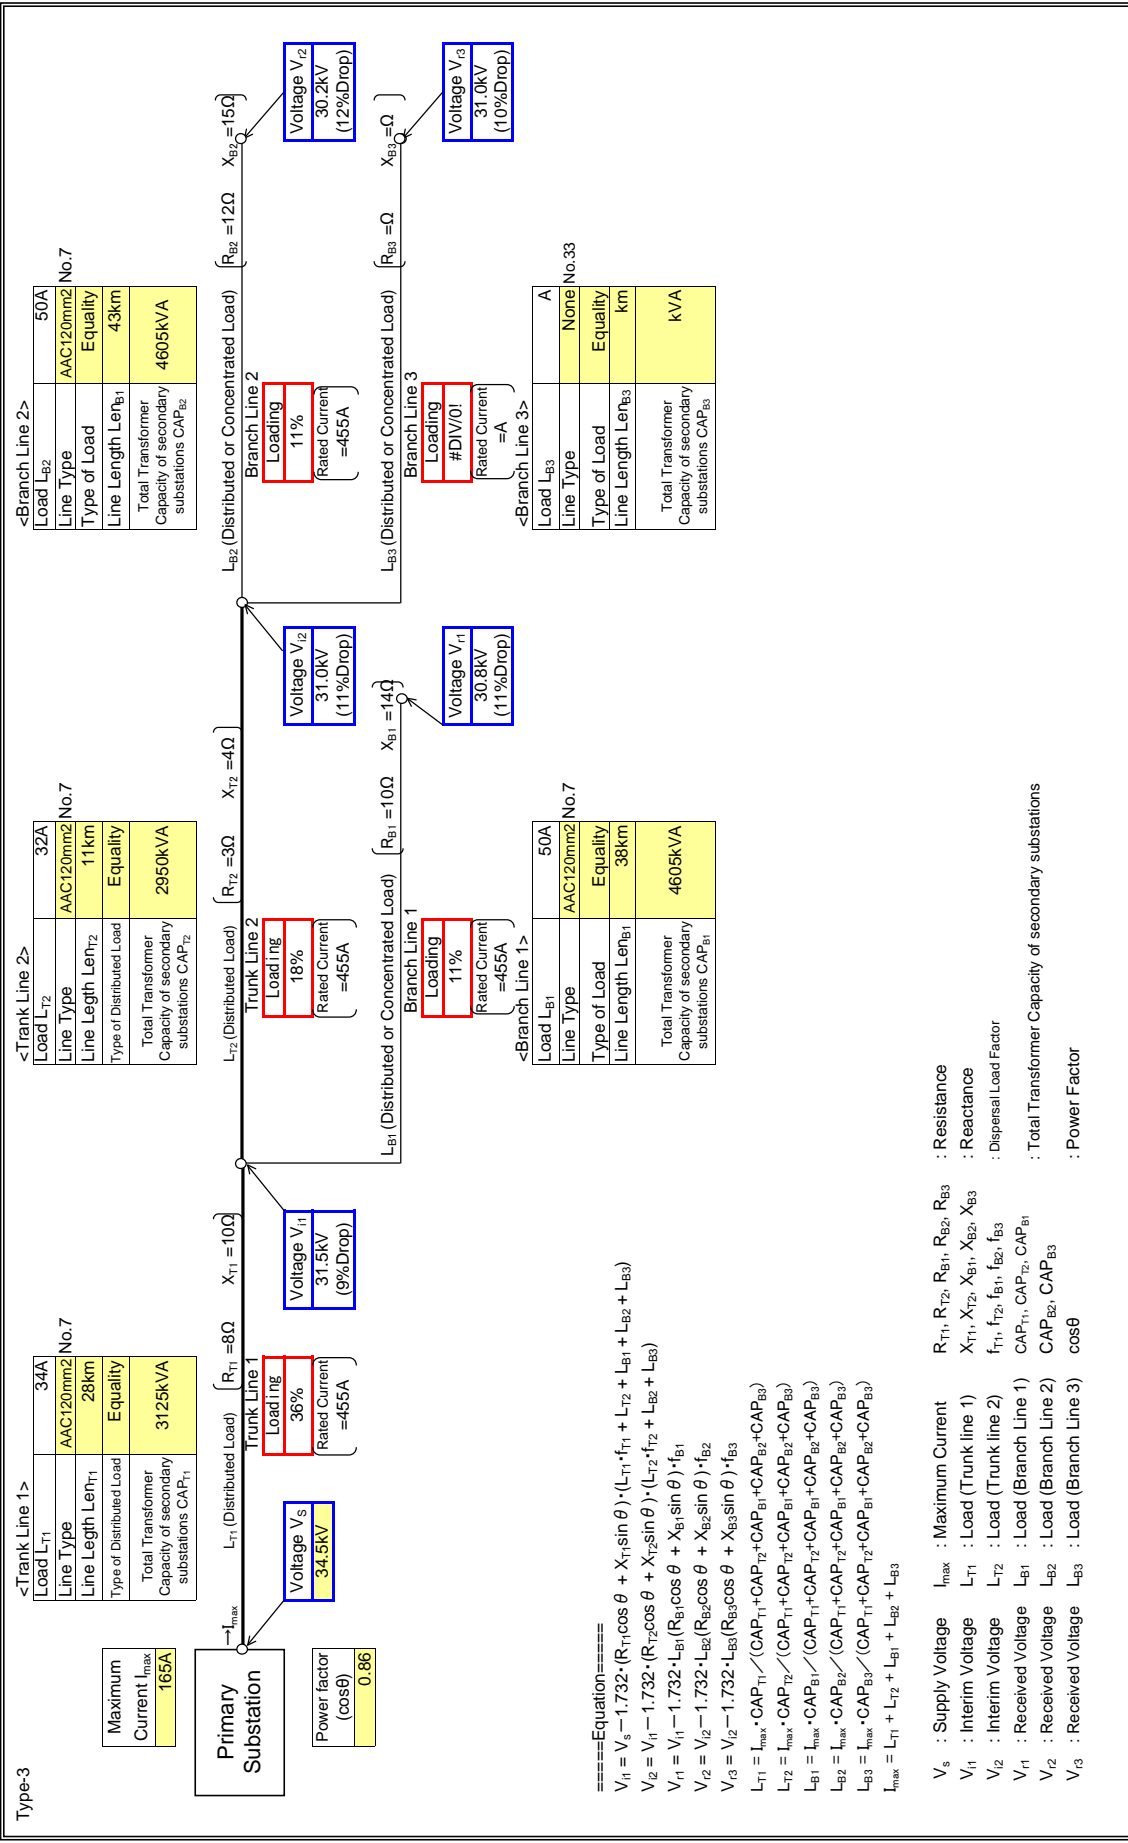 Type-3
Maximum
Current Imax
165A
Primary
Substation
→Imax
Power factor
(cosθ)
0.86
Voltage VS
34.5kV
<Trank Line 1>
Load LT1 34A
Line Type AAC120mm2 No.7
Line Legth LenT1 28km
Type of Distributed Load Equality
Total Transformer
Capacity of secondary
substations CAPT1
3125kVA
LT1 (Distributed Load) [RT1 =8Ω XT1 =10Ω]
Trunk Line 1
Loading
36%
(Rated Current
=455A)
Voltage Vi1
31.5kV
(9%Drop)
<Trank Line 2>
Load LT2 32A
Line Type AAC120mm2 No.7
Line Legth LenT2 11km
Type of Distributed Load Equality
Total Transformer
Capacity of secondary
substations CAPT2
2950kVA
LT2 (Distributed Load) [RT2 =3Ω XT2 =4Ω]
Trunk Line 2
Loading
18%
(Rated Current
=455A)
Voltage Vi2
31.0kV
(11%Drop)
LB1 (Distributed or Concentrated Load) [RB1 =10Ω XB1 =14Ω]
Branch Line 1
Loading
11%
(Rated Current
=455A)
Voltage Vr1
30.8kV
(11%Drop)
<Branch Line 1>
Load LB1 50A
Line Type AAC120mm2 No.7
Type of Load Equality
Line Length LenB1 38km
Total Transformer
Capacity of secondary
substations CAPB1
4605kVA
<Branch Line 2>
Load LB2 50A
Line Type AAC120mm2 No.7
Type of Load Equality
Line Length LenB1 43km
Total Transformer
Capacity of secondary
substations CAPB2
4605kVA
LB2 (Distributed or Concentrated Load) [RB2 =12Ω XB2 =15Ω]
Branch Line 2
Loading
11%
(Rated Current
=455A)
Voltage Vr2
30.2kV
(12%Drop)
LB3 (Distributed or Concentrated Load) [RB3 =Ω XB3 =Ω]
Branch Line 3
Loading
#DIV/0!
(Rated Current
=A)
Voltage Vr3
31.0kV
(10%Drop)
<Branch Line 3>
Load LB3 A
Line Type None No.33
Type of Load Equality
Line Length LenB3 km
Total Transformer
Capacity of secondary
substations CAPB3
kVA
=====Equation=====
Vi1 = Vs－1.732・(RT1cos θ + XT1sin θ)・(LT1・fT1 + LT2 + LB1 + LB2 + LB3)
Vi2 = Vi1－1.732・(RT2cos θ + XT2sin θ)・(LT2・fT2 + LB2 + LB3)
Vr1 = Vi1－1.732・LB1(RB1cos θ + XB1sin θ)・fB1
Vr2 = Vi2－1.732・LB2(RB2cos θ + XB2sin θ)・fB2
Vr3 = Vi2－1.732・LB3(RB3cos θ + XB3sin θ)・fB3
LT1 = Imax・CAPT1／(CAPT1+CAPT2+CAPB1+CAPB2+CAPB3)
LT2 = Imax・CAPT2／(CAPT1+CAPT2+CAPB1+CAPB2+CAPB3)
LB1 = Imax・CAPB1／(CAPT1+CAPT2+CAPB1+CAPB2+CAPB3)
LB2 = Imax・CAPB2／(CAPT1+CAPT2+CAPB1+CAPB2+CAPB3)
LB3 = Imax・CAPB3／(CAPT1+CAPT2+CAPB1+CAPB2+CAPB3)
Imax = LT1 + LT2 + LB1 + LB2 + LB3
Vs : Supply Voltage Imax : Maximum Current RT1, RT2, RB1, RB2, RB3 : Resistance
Vi1 : Interim Voltage LT1 : Load (Trunk line 1) XT1, XT2, XB1, XB2, XB3 : Reactance
Vi2 : Interim Voltage LT2 : Load (Trunk line 2) fT1, fT2, fB1, fB2, fB3 : Dispersal Load Factor
Vr1 : Received Voltage LB1 : Load (Branch Line 1) CAPT1, CAPT2, CAPB1
Vr2 : Received Voltage LB2 : Load (Branch Line 2) CAPB2, CAPB3 : Total Transformer Capacity of secondary substations
Vr3 : Received Voltage LB3 : Load (Branch Line 3) cosθ : Power Factor